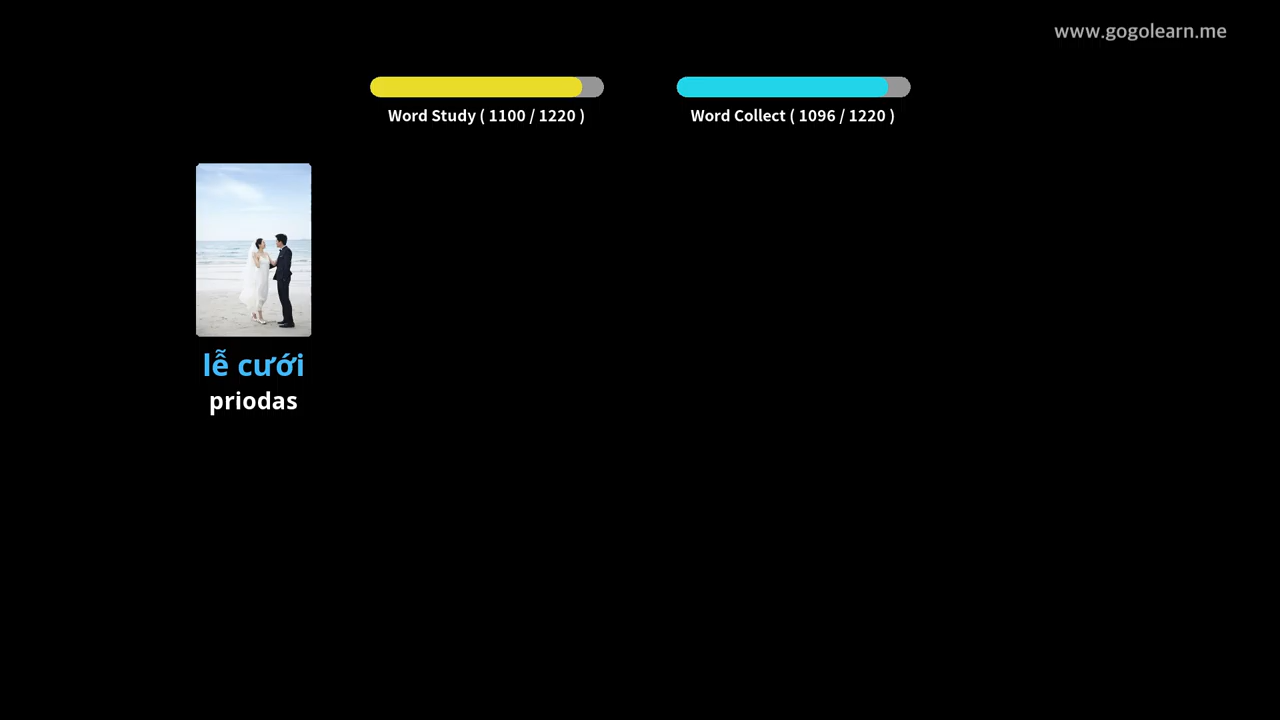 www.gogolearn.me
Word Study ( 1100 / 1220 )
Word Collect ( 1096 / 1220 )
lễ cưới
priodas